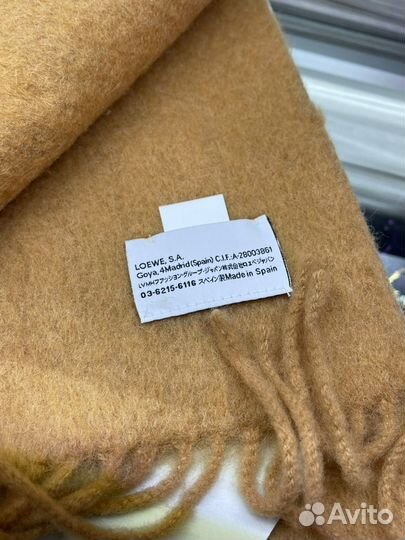 LOEWE, S.A.
Goya, 4Madrid(Spain) C.I.F.:A-28003861
LVMHファッション・グループ・ジャパン株式会社ロエベジャパン
03-6215-6116 スペイン製Made in Spain
Avito